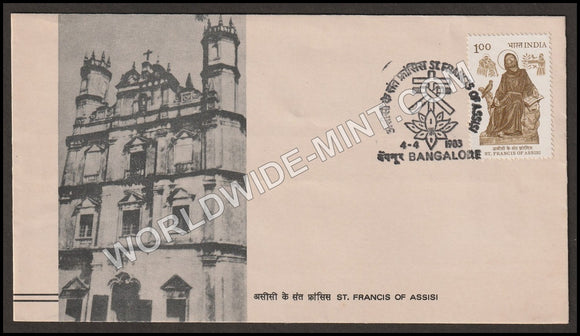 1.00 भारत INDIA
असीसी के संत फ्रांसिस
ST. FRANCIS OF ASSISI
असीसी के संत फ्रांसिस ST. FRANCIS OF ASSISI
4-4 1983
BANGALORE
WORLDWIDE-MINT.COM
असीसी के संत फ्रांसिस ST. FRANCIS OF ASSISI